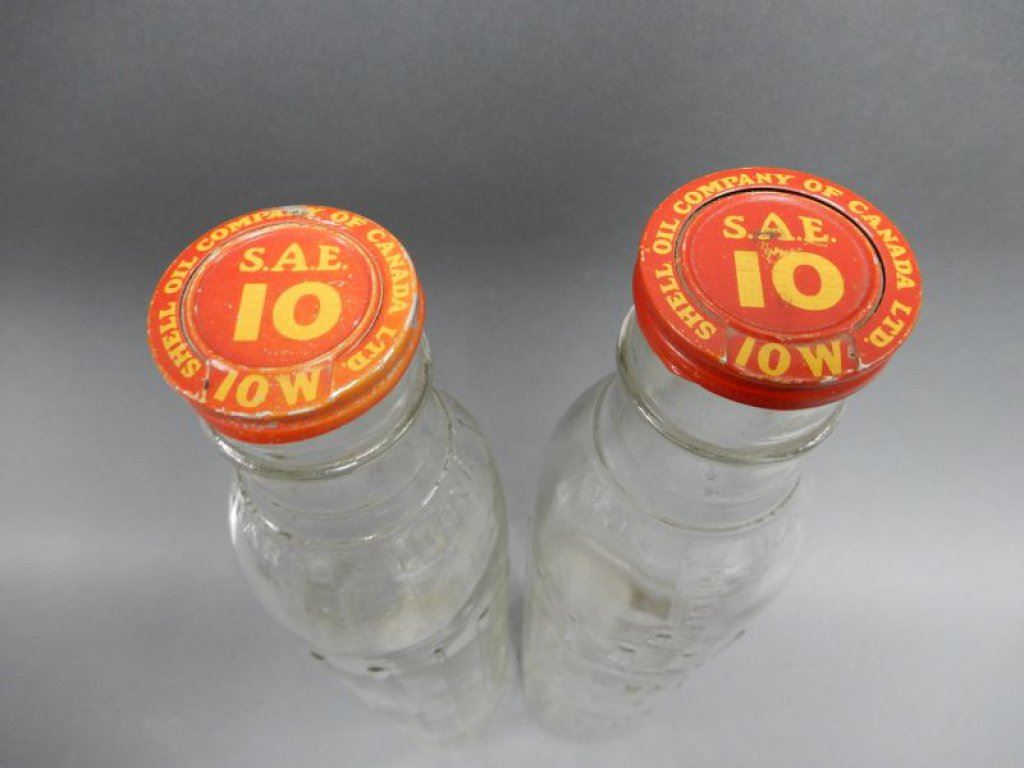 SHELL OIL COMPANY OF CANADA LTD.
S.A.E.
10
10W
SHELL OIL COMPANY OF CANADA LTD.
S.A.E.
10
10W